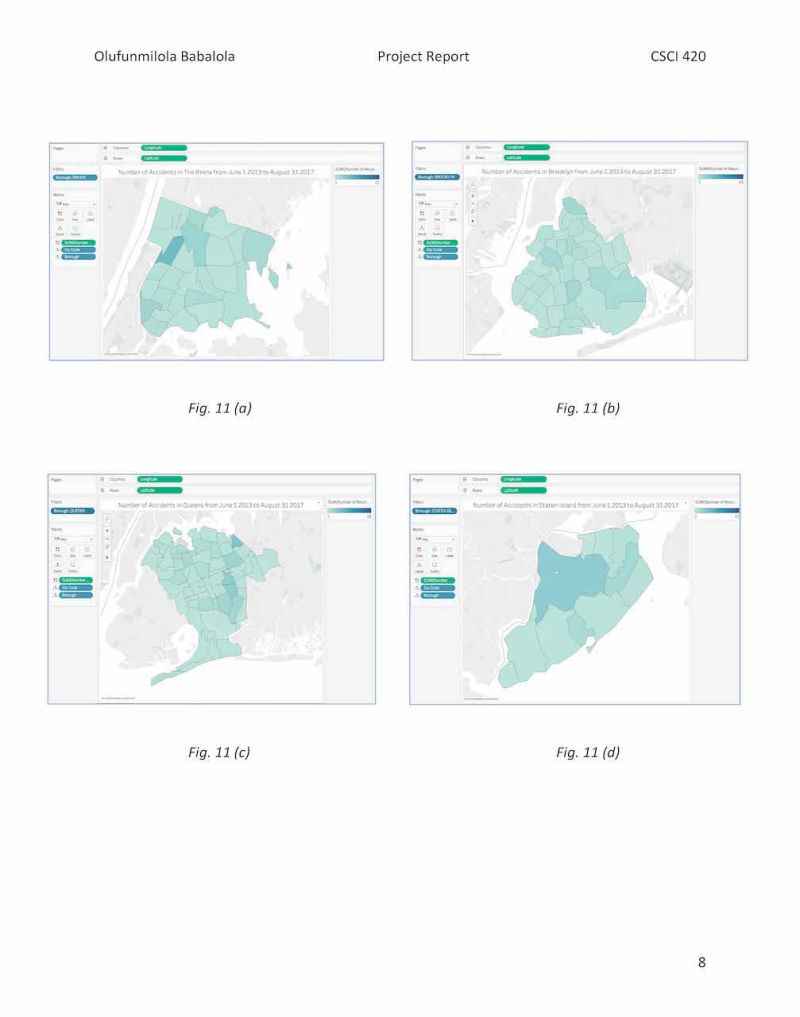 Olufunmilola Babalola Project Report CSCI 420
Pages
Columns Longitude
Rows Latitude
Filters
Borough: BRONX
Marks
Map
Color Size Label
Detail Tooltip
SUM(Number
Zip Code
Borough
Number of Accidents in The Bronx from June 1 2013 to August 31 2017
SUM(Number of Recor...
1
Pages
Columns Longitude
Rows Latitude
Filters
Borough: BROOKLYN
Marks
Map
Color Size Label
Detail Tooltip
SUM(Number
Zip Code
Borough
Number of Accidents in Brooklyn from June 1 2013 to August 31 2017
SUM(Number of Recor...
1
Fig. 11 (a)
Fig. 11 (b)
Pages
Columns Longitude
Rows Latitude
Filters
Borough: QUEENS
Marks
Map
Color Size Label
Detail Tooltip
SUM(Number
Zip Code
Borough
Number of Accidents in Queens from June 1 2013 to August 31 2017
SUM(Number of Recor...
1
Pages
Columns Longitude
Rows Latitude
Filters
Borough: STATEN ISL..
Marks
Map
Color Size Label
Detail Tooltip
SUM(Number
Zip Code
Borough
Number of Accidents in Staten Island from June 1 2013 to August 31 2017
SUM(Number of Recor...
1
Fig. 11 (c)
Fig. 11 (d)
8